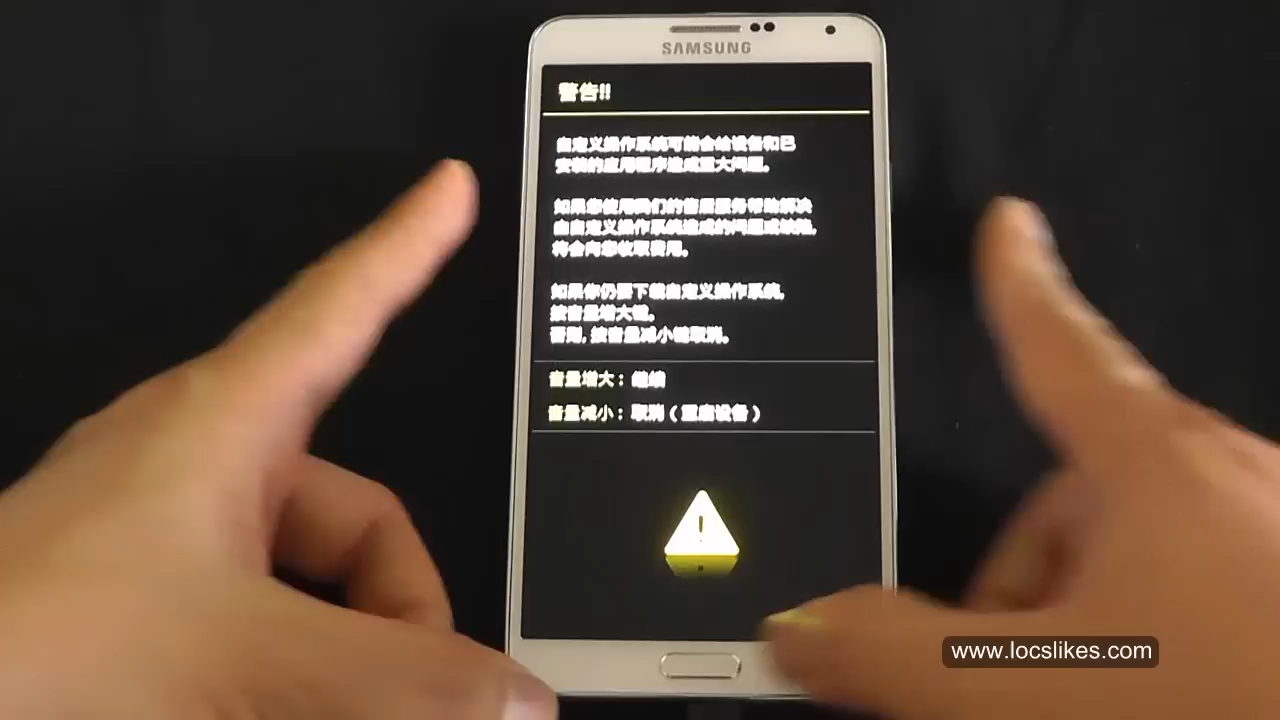 SAMSUNG
警告!!
自定义操作系统可能会给设备和已
安装的应用程序造成重大问题。
如果您使用我们的售后服务帮助解决
由自定义操作系统造成的问题或缺陷,
将会向您收取费用。
如果你仍要下载自定义操作系统,
按音量增大键。
否则,按音量减小键取消。
音量增大: 继续
音量减小: 取消 (重启设备)
www.locslikes.com